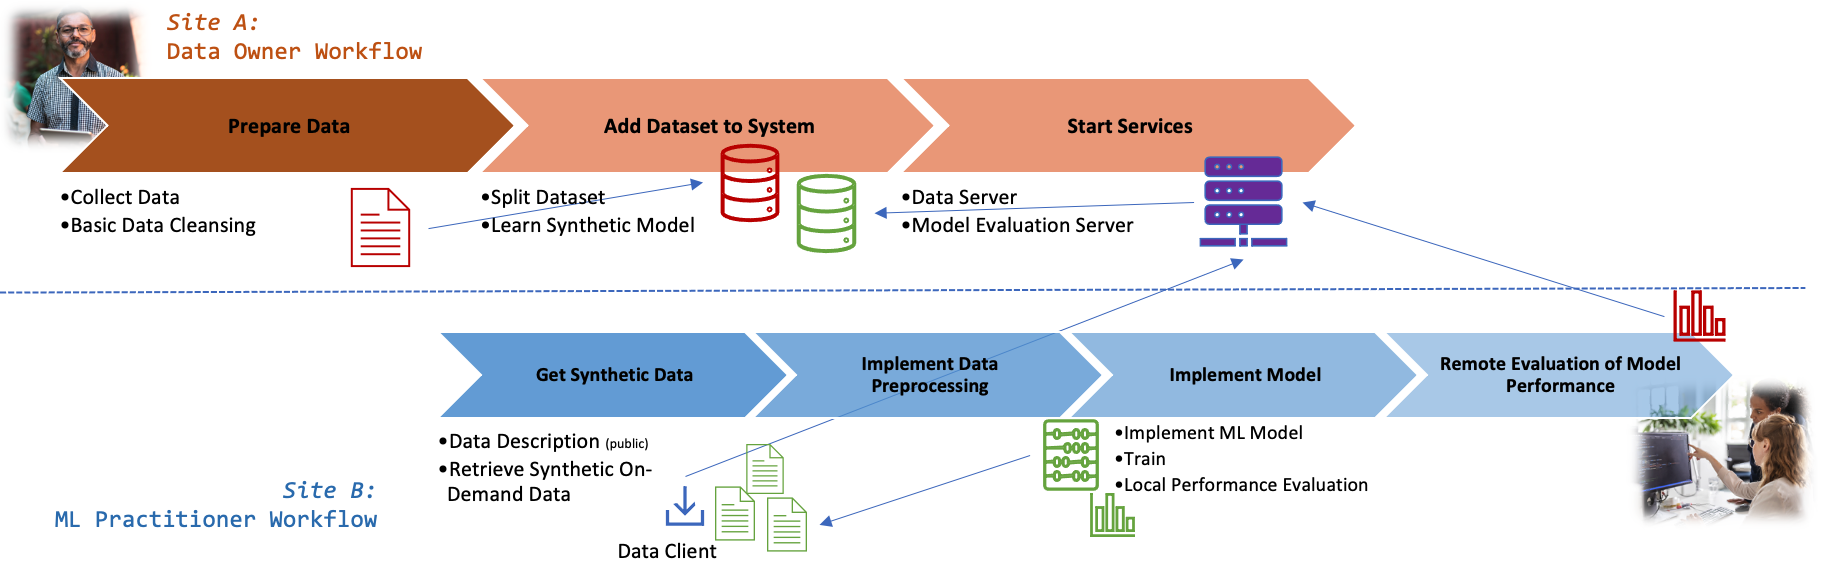 Site A:
Data Owner Workflow
Prepare Data
Add Dataset to System
Start Services
•Collect Data
•Basic Data Cleansing
•Split Dataset
•Learn Synthetic Model
•Data Server
•Model Evaluation Server
Get Synthetic Data
Implement Data
Preprocessing
Implement Model
Remote Evaluation of Model
Performance
•Data Description (public)
•Retrieve Synthetic On-
Demand Data
•Implement ML Model
•Train
•Local Performance Evaluation
Site B:
ML Practitioner Workflow
Data Client